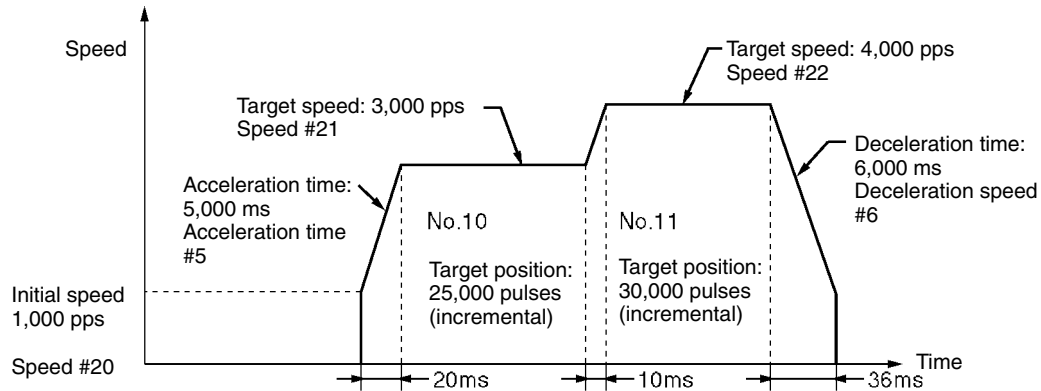 Speed
Target speed: 4,000 pps
Speed #22
Target speed: 3,000 pps
Speed #21
Deceleration time:
6,000 ms
Deceleration speed
#6
Acceleration time:
5,000 ms
Acceleration time
#5
No.10
No.11
Target position:
25,000 pulses
(incremental)
Target position:
30,000 pulses
(incremental)
Initial speed
1,000 pps
Speed #20
Time
20ms
10ms
36ms